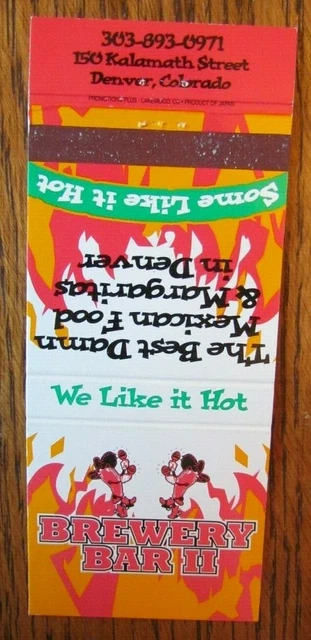 303-893-0971
150 Kalamath Street
Denver, Colorado
Some Like it Hot
The Best Damn
Mexican Food
& Margaritas
in Denver
We Like it Hot
BREWERY
BAR II